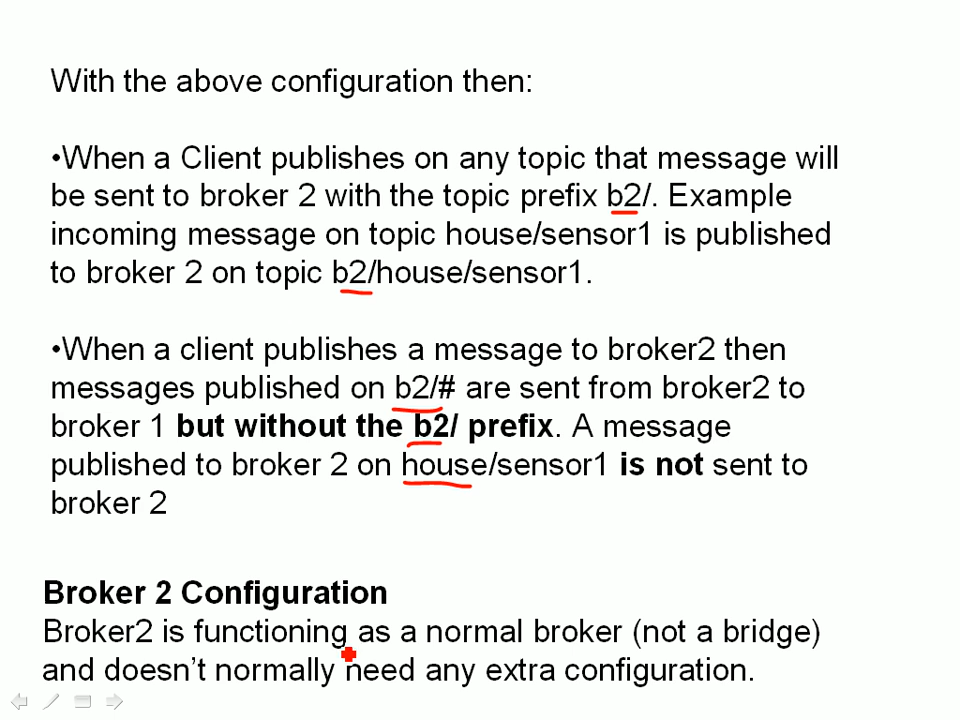 With the above configuration then:
•When a Client publishes on any topic that message will
be sent to broker 2 with the topic prefix b2/. Example
incoming message on topic house/sensor1 is published
to broker 2 on topic b2/house/sensor1.
•When a client publishes a message to broker2 then
messages published on b2/# are sent from broker2 to
broker 1 but without the b2/ prefix. A message
published to broker 2 on house/sensor1 is not sent to
broker 2
Broker 2 Configuration
Broker2 is functioning as a normal broker (not a bridge)
and doesn’t normally need any extra configuration.